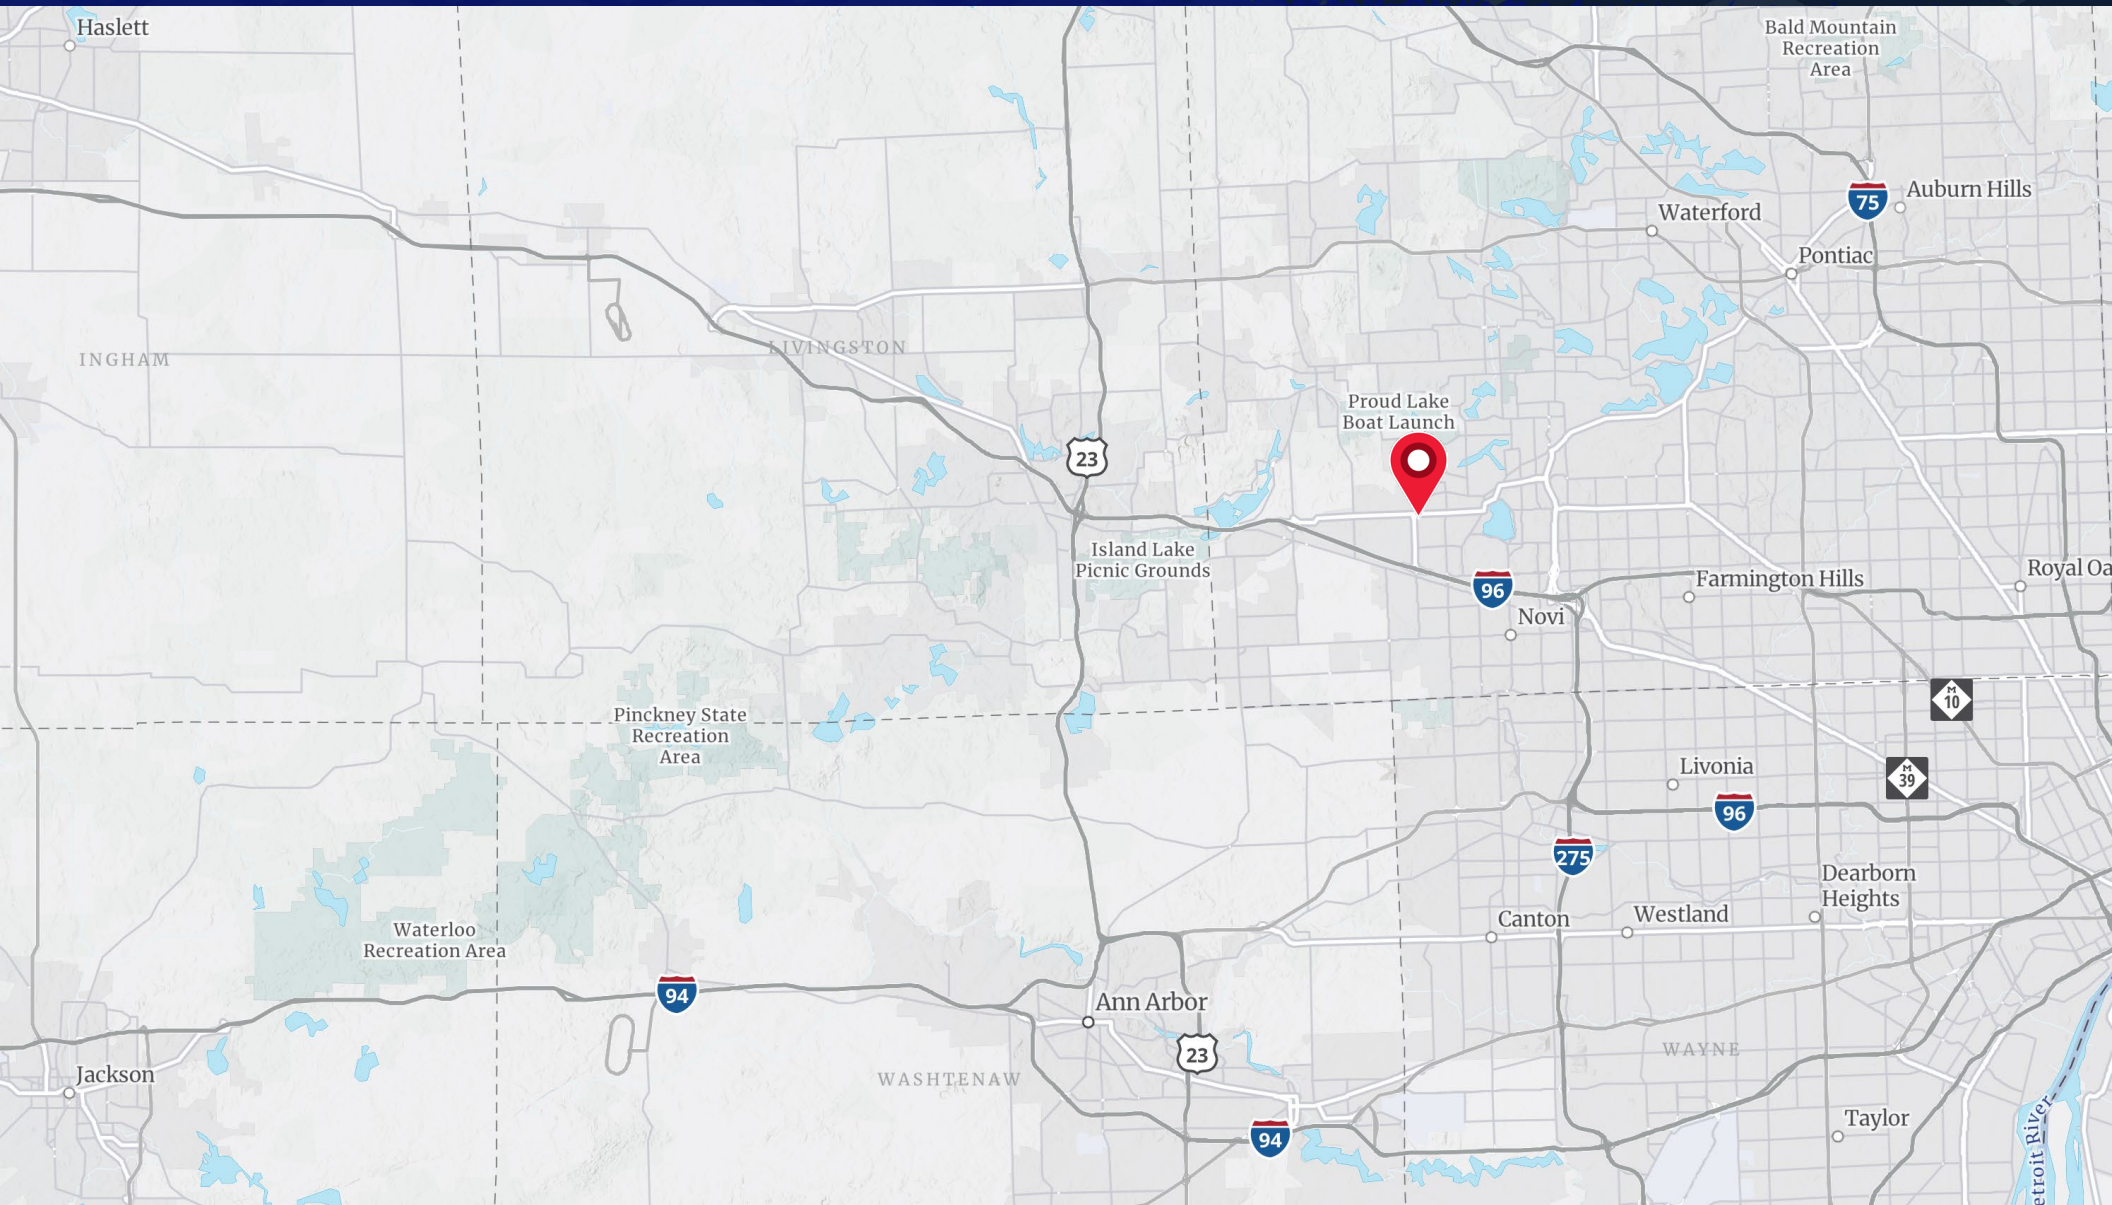 Haslett
Bald Mountain
Recreation
Area
75
Auburn Hills
Waterford
Pontiac
INGHAM
LIVINGSTON
Proud Lake
Boat Launch
23
Island Lake
Picnic Grounds
96
Farmington Hills
Royal Oa
Novi
M
10
Pinckney State
Recreation
Area
Livonia
M
39
96
275
Dearborn
Heights
Canton
Westland
Waterloo
Recreation Area
94
Ann Arbor
23
WAYNE
Jackson
WASHTENAW
Taylor
94
etroit River